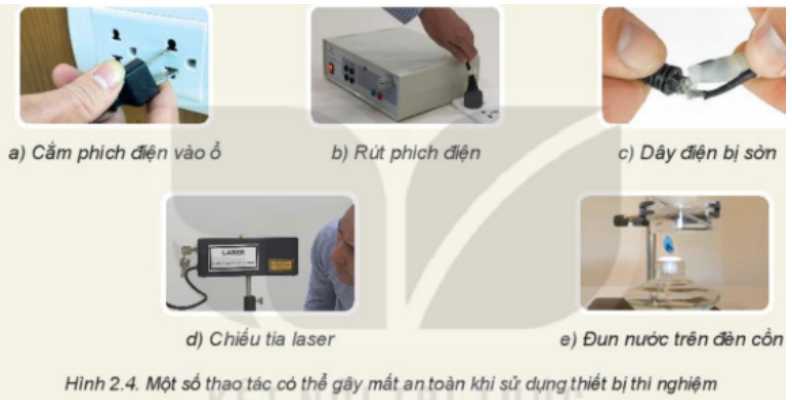 a) Cắm phích điện vào ổ
b) Rút phích điện
c) Dây điện bị sờn
LASER
d) Chiếu tia laser
e) Đun nước trên đèn cồn
Hình 2.4. Một số thao tác có thể gây mất an toàn khi sử dụng thiết bị thí nghiệm